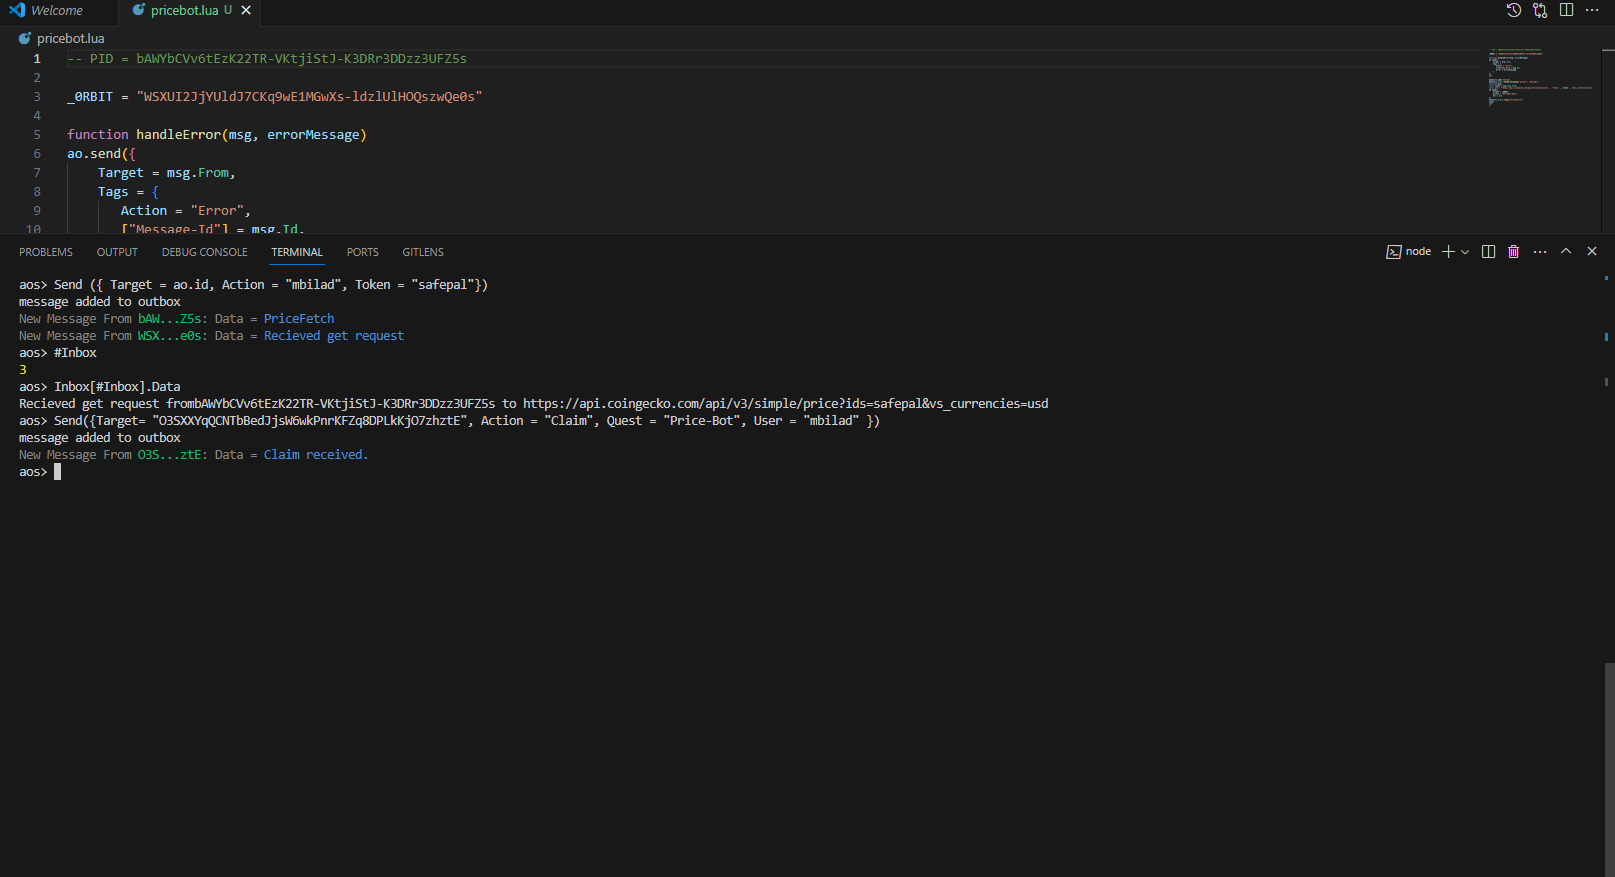 Welcome
pricebot.lua U
pricebot.lua
1 -- PID = bAWYbCVv6tEzK22TR-VKtjiStJ-K3DRr3DDzz3UFZ5s
2
3 _0RBIT = "WSXUI2JjYUldJ7CKq9wE1MGwXs-ldzlUlHOQszwQe0s"
4
5 function handleError(msg, errorMessage)
6 ao.send({
7 Target = msg.From,
8 Tags = {
9 Action = "Error",
10 ["Message-Id"] = msg.Id,
PROBLEMS OUTPUT DEBUG CONSOLE TERMINAL PORTS GITLENS node
aos> Send ({ Target = ao.id, Action = "mbilad", Token = "safepal"})
message added to outbox
New Message From bAW...Z5s: Data = PriceFetch
New Message From WSX...e0s: Data = Recieved get request
aos> #Inbox
3
aos> Inbox[#Inbox].Data
Recieved get request frombAWYbCVv6tEzK22TR-VKtjiStJ-K3DRr3DDzz3UFZ5s to https://api.coingecko.com/api/v3/simple/price?ids=safepal&vs_currencies=usd
aos> Send({Target= "O3SXXYqQCNTbBedJJjsW6wkPnrKFZq8DPLkKjO7zhztE", Action = "Claim", Quest = "Price-Bot", User = "mbilad" })
message added to outbox
New Message From O3S...ztE: Data = Claim received.
aos>